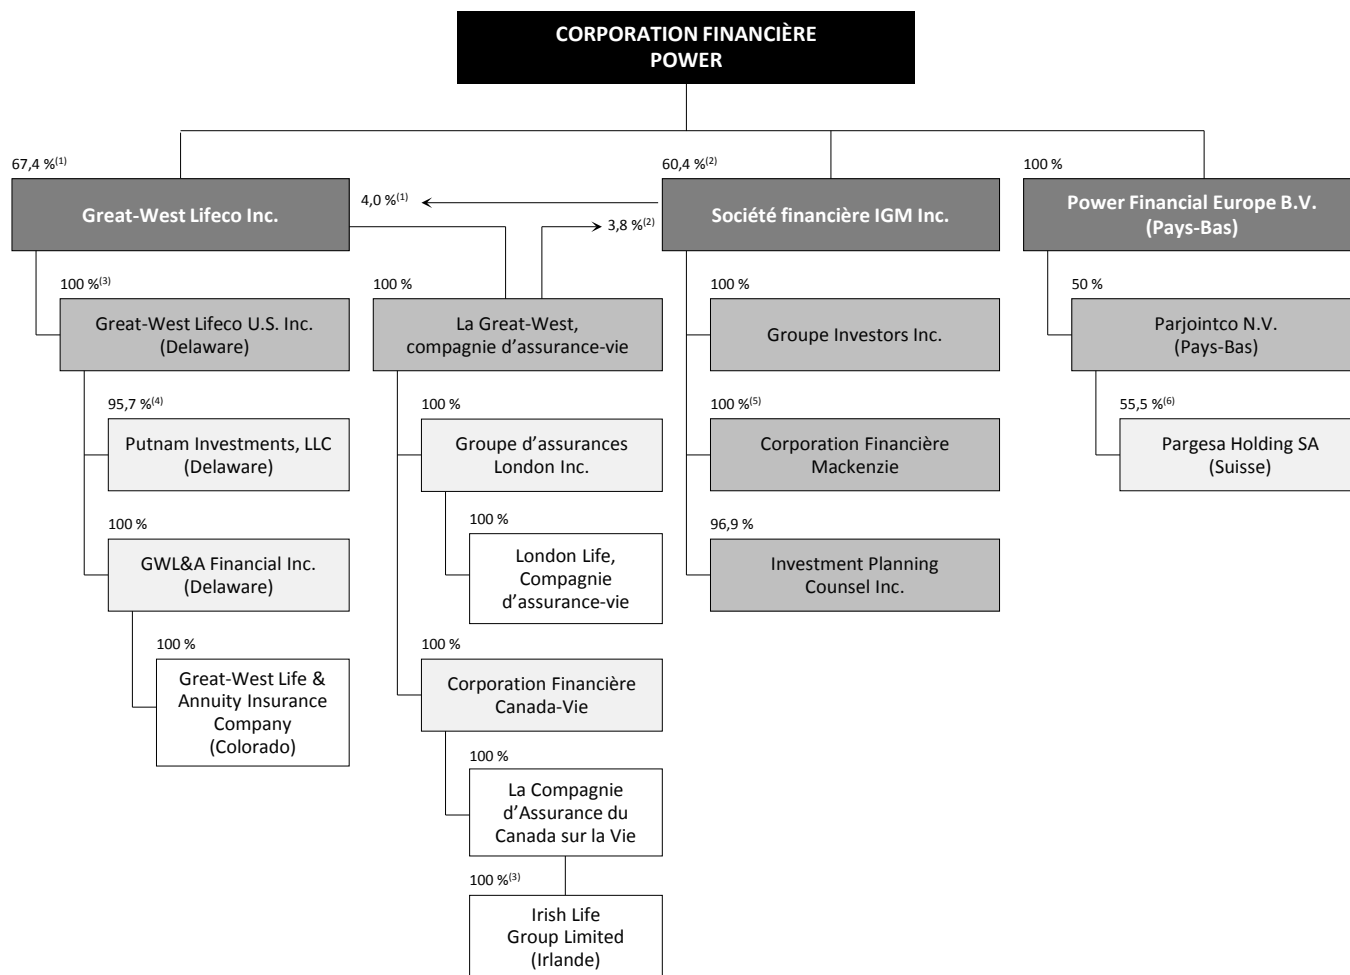 CORPORATION FINANCIÈRE
POWER
67,4 %(1)
Great-West Lifeco Inc.
4,0 %(1)
3,8 %(2)
60,4 %(2)
Société financière IGM Inc.
100 %
Power Financial Europe B.V.
(Pays-Bas)
100 %(3)
Great-West Lifeco U.S. Inc.
(Delaware)
100 %
La Great-West,
compagnie d’assurance-vie
100 %
Groupe Investors Inc.
50 %
Parjointco N.V.
(Pays-Bas)
95,7 %(4)
Putnam Investments, LLC
(Delaware)
100 %
Groupe d’assurances
London Inc.
100 %(5)
Corporation Financière
Mackenzie
55,5 %(6)
Pargesa Holding SA
(Suisse)
100 %
GWL&A Financial Inc.
(Delaware)
100 %
London Life,
Compagnie
d’assurance-vie
96,9 %
Investment Planning
Counsel Inc.
100 %
Great-West Life &
Annuity Insurance
Company
(Colorado)
100 %
Corporation Financière
Canada-Vie
100 %
La Compagnie
d’Assurance du
Canada sur la Vie
100 %(3)
Irish Life
Group Limited
(Irlande)